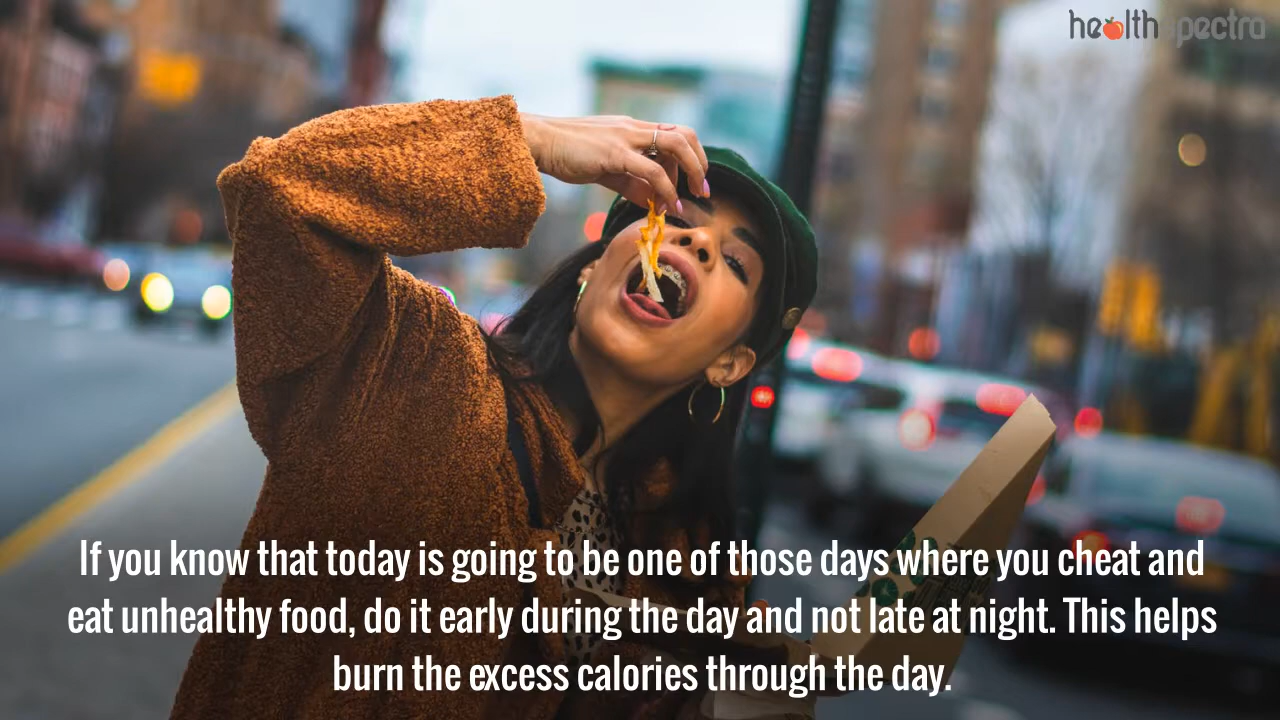 healthspectra
If you know that today is going to be one of those days where you cheat and
eat unhealthy food, do it early during the day and not late at night. This helps
burn the excess calories through the day.